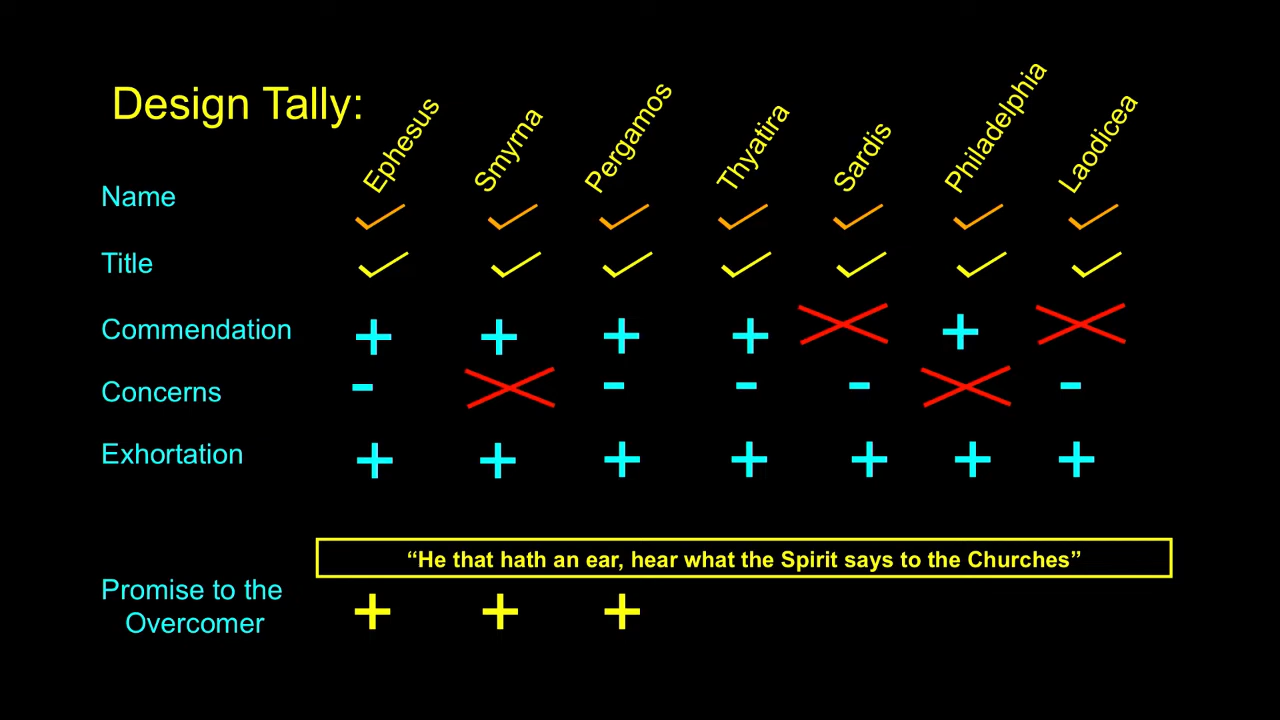 Design Tally:
Ephesus
Smyrna
Pergamos
Thyatira
Sardis
Philadelphia
Laodicea
Name
Title
Commendation
+ + + + +
Concerns
- - - - -
Exhortation
+ + + + + + +
“He that hath an ear, hear what the Spirit says to the Churches”
Promise to the
Overcomer
+ + +